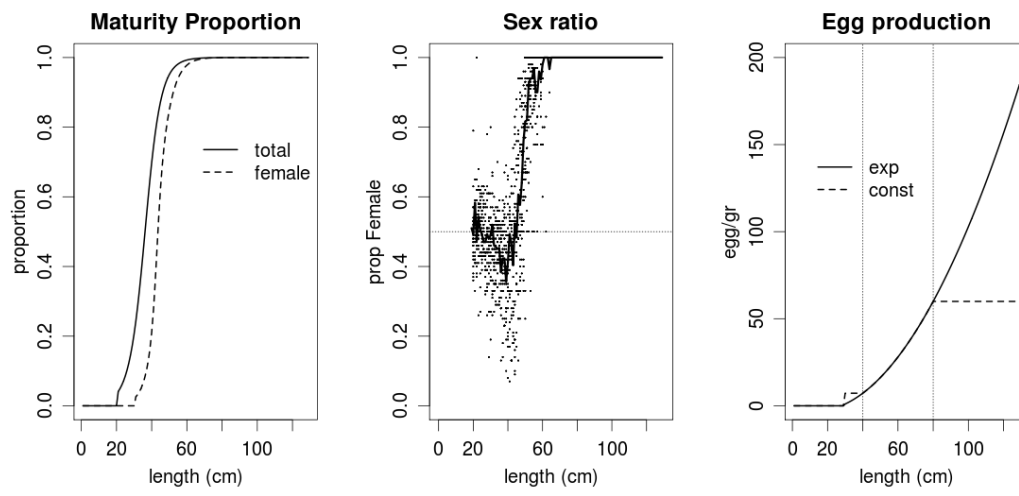 Maturity Proportion
proportion
0.0 0.2 0.4 0.6 0.8 1.0
total
female
0 20 60 100
length (cm)
Sex ratio
prop Female
0.0 0.2 0.4 0.6 0.8 1.0
0 20 60 100
length (cm)
Egg production
egg/gr
0 50 100 150 200
exp
const
0 20 60 100
length (cm)